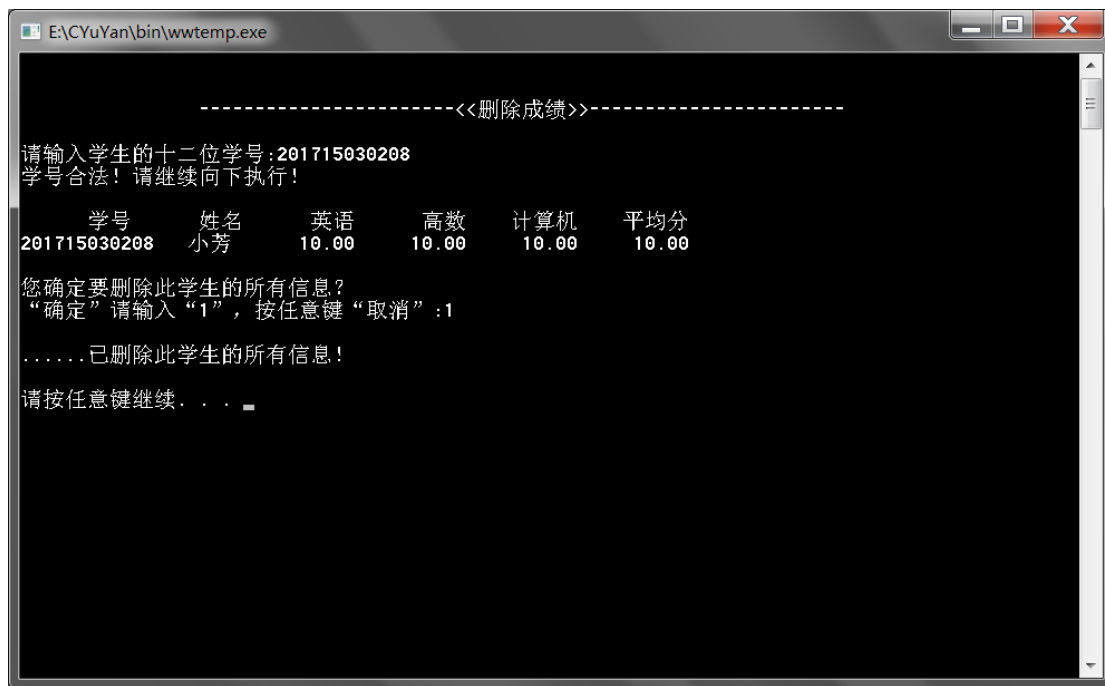 E:\CYuYan\bin\wwtemp.exe
-----------------------<<删除成绩>>-----------------------
请输入学生的十二位学号:201715030208
学号合法！请继续向下执行！
学号 姓名 英语 高数 计算机 平均分
201715030208 小芳 10.00 10.00 10.00 10.00
您确定要删除此学生的所有信息？
“确定”请输入“1”，按任意键“取消”:1
......已删除此学生的所有信息！
请按任意键继续. . .